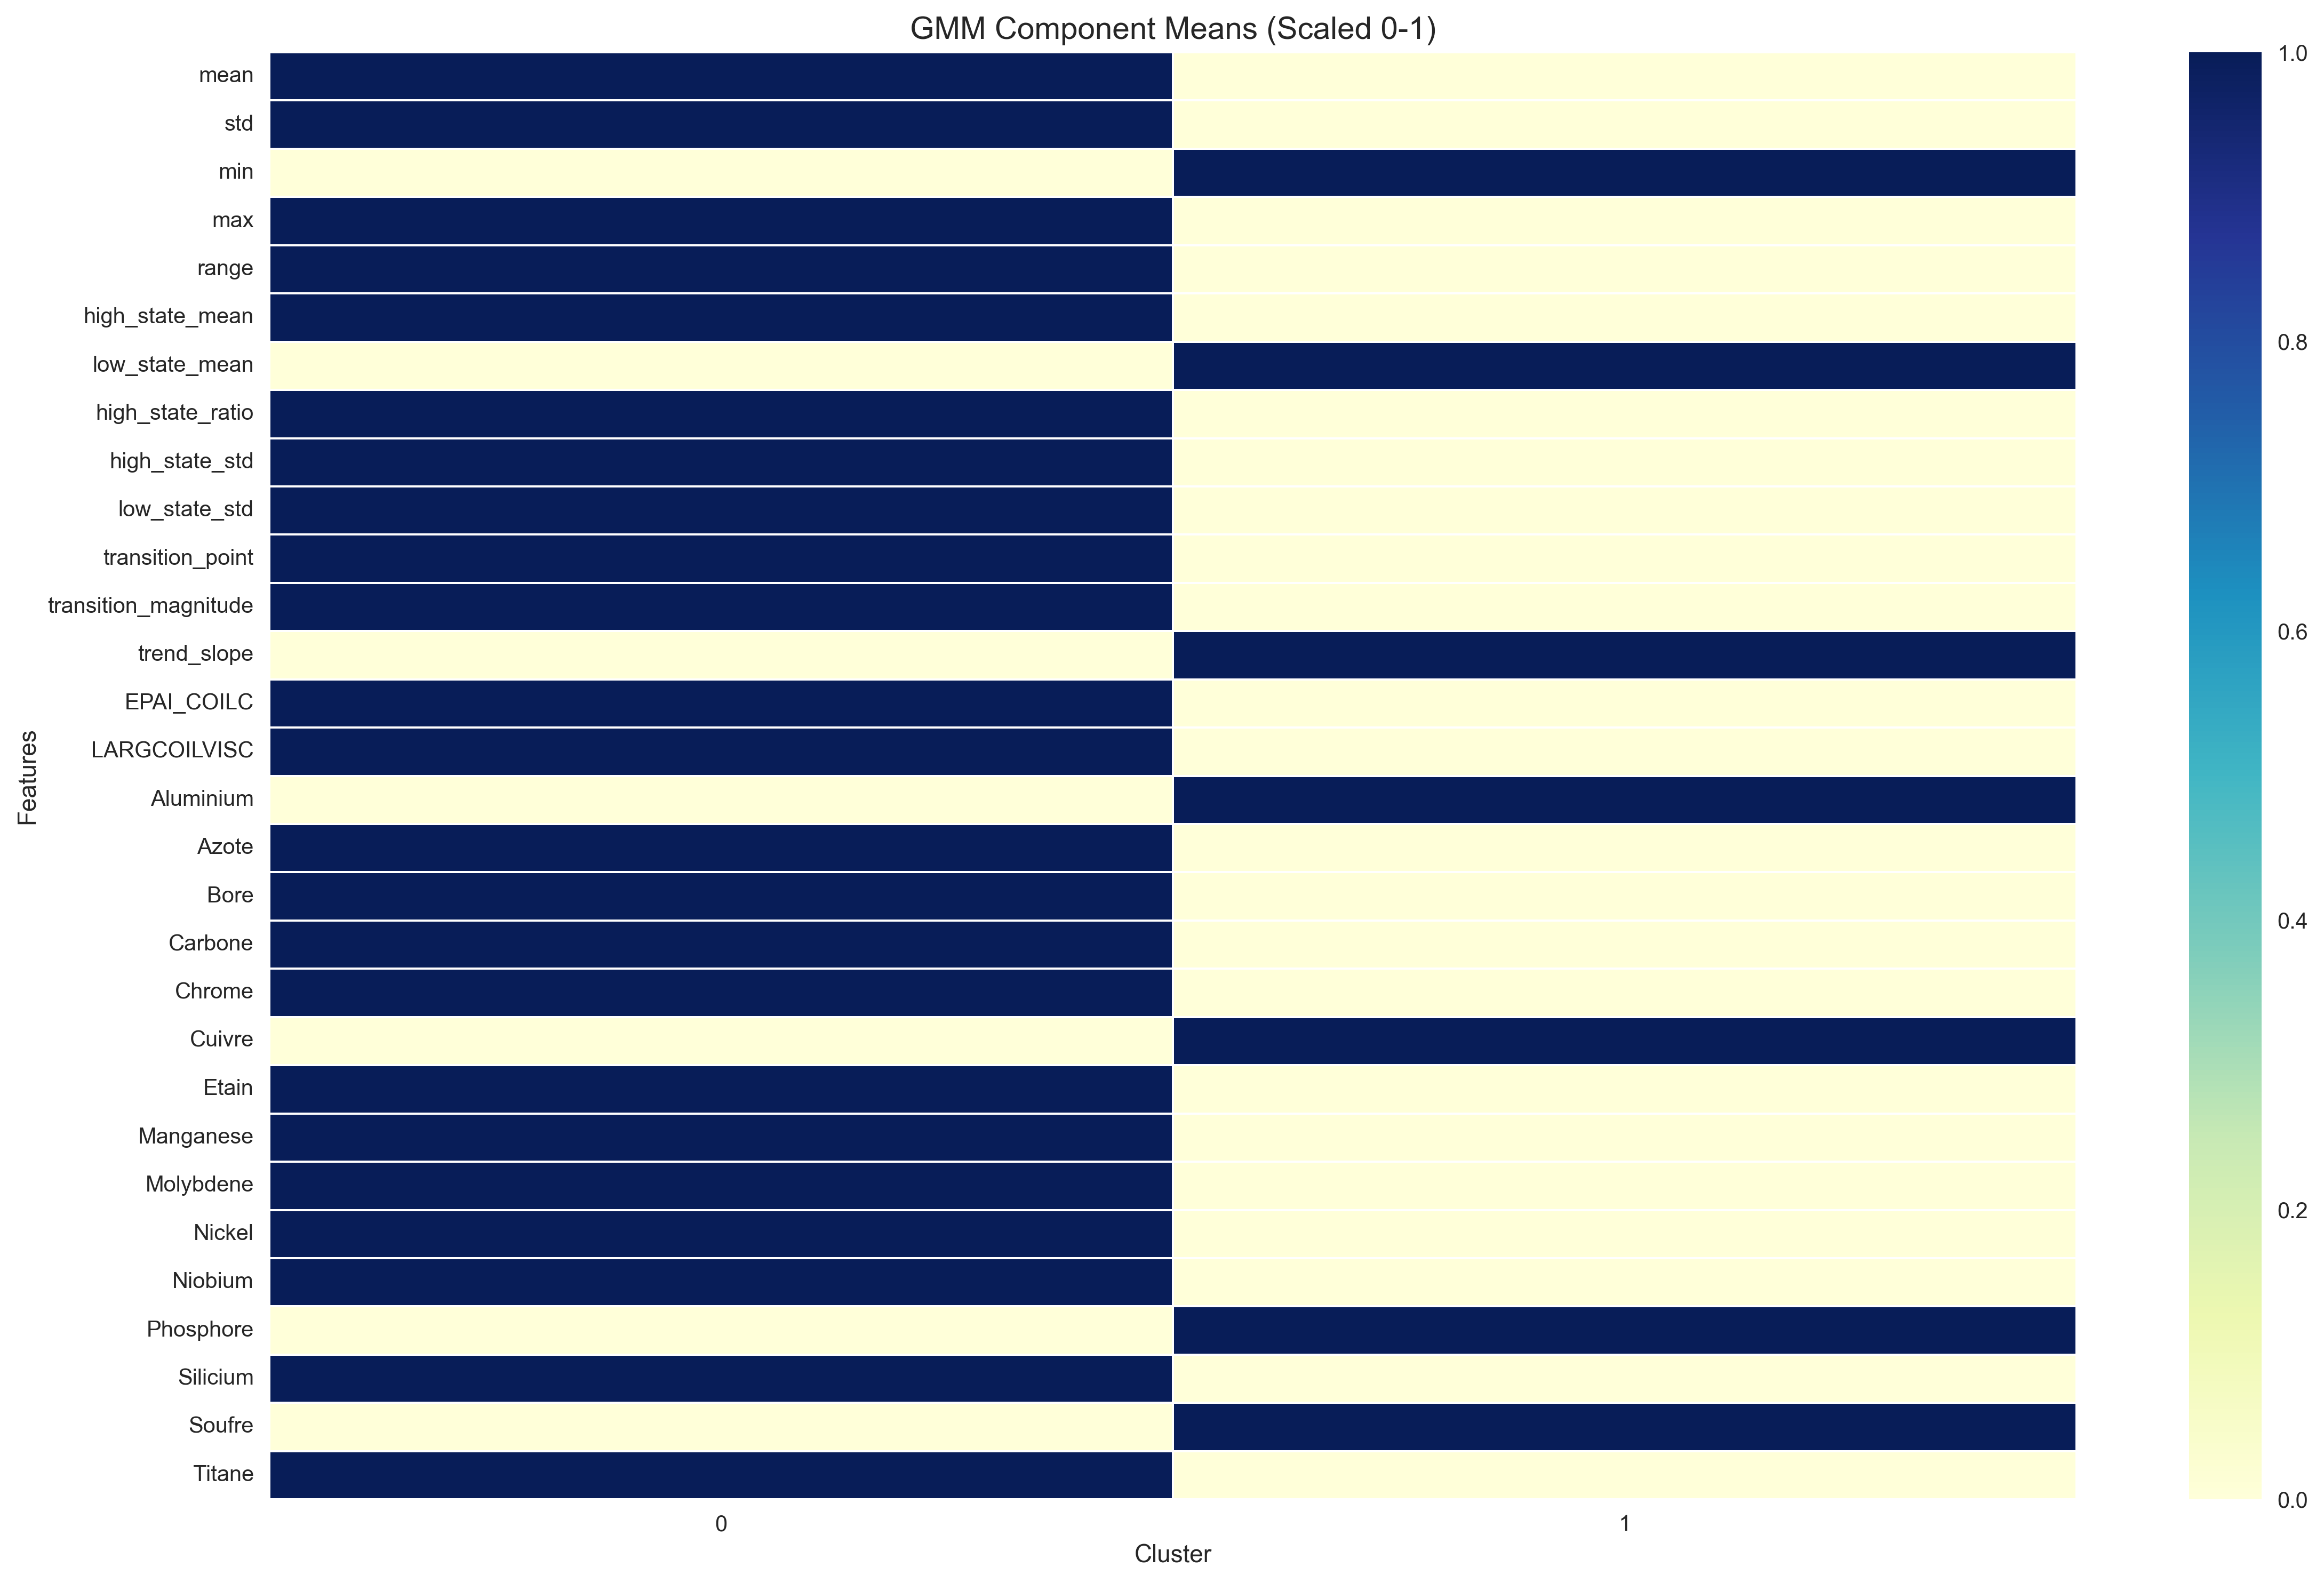 GMM Component Means (Scaled 0-1)
mean
std
min
max
range
high_state_mean
low_state_mean
high_state_ratio
high_state_std
low_state_std
transition_point
transition_magnitude
trend_slope
EPAI_COILC
LARGCOILVISC
Aluminium
Azote
Bore
Carbone
Chrome
Cuivre
Etain
Manganese
Molybdene
Nickel
Niobium
Phosphore
Silicium
Soufre
Titane
Features
0
1
Cluster
1.0
0.8
0.6
0.4
0.2
0.0